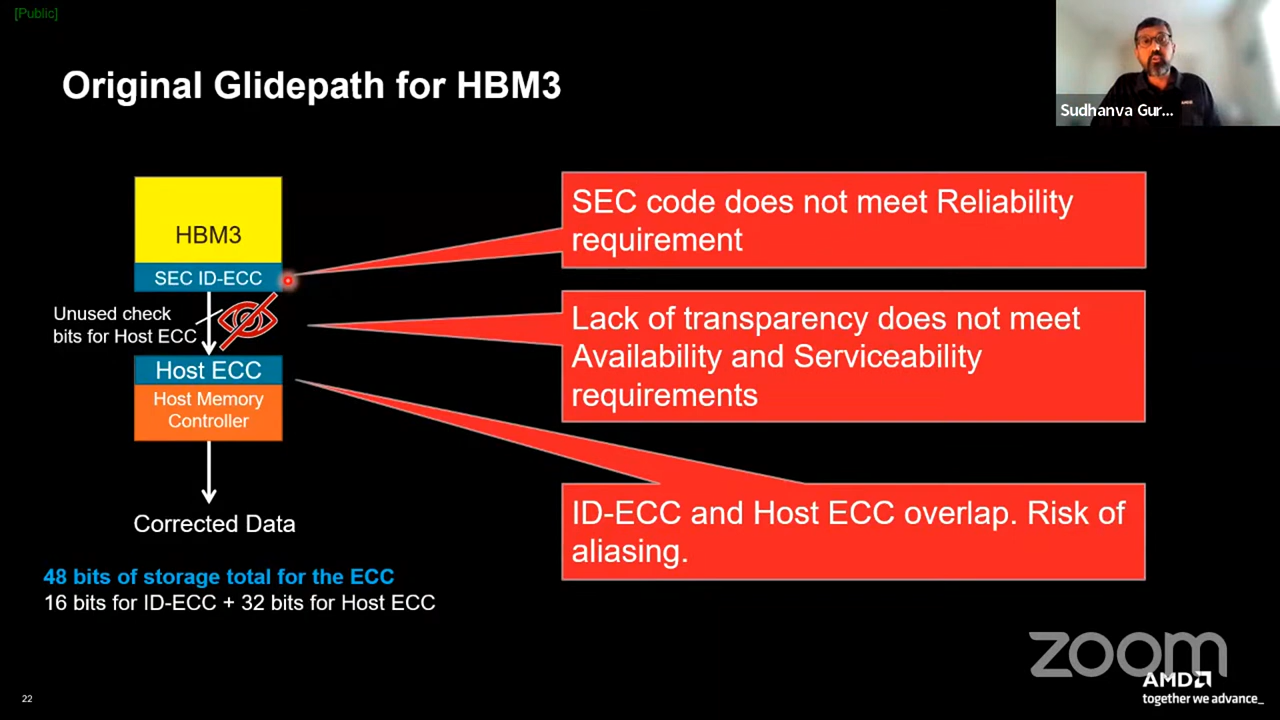 [Public]
Original Glidepath for HBM3
Sudhanva Gur...
HBM3
SEC ID-ECC
Unused check
bits for Host ECC
Host ECC
Host Memory
Controller
Corrected Data
48 bits of storage total for the ECC
16 bits for ID-ECC + 32 bits for Host ECC
SEC code does not meet Reliability
requirement
Lack of transparency does not meet
Availability and Serviceability
requirements
ID-ECC and Host ECC overlap. Risk of
aliasing.
zoom
AMD
together we advance_
22